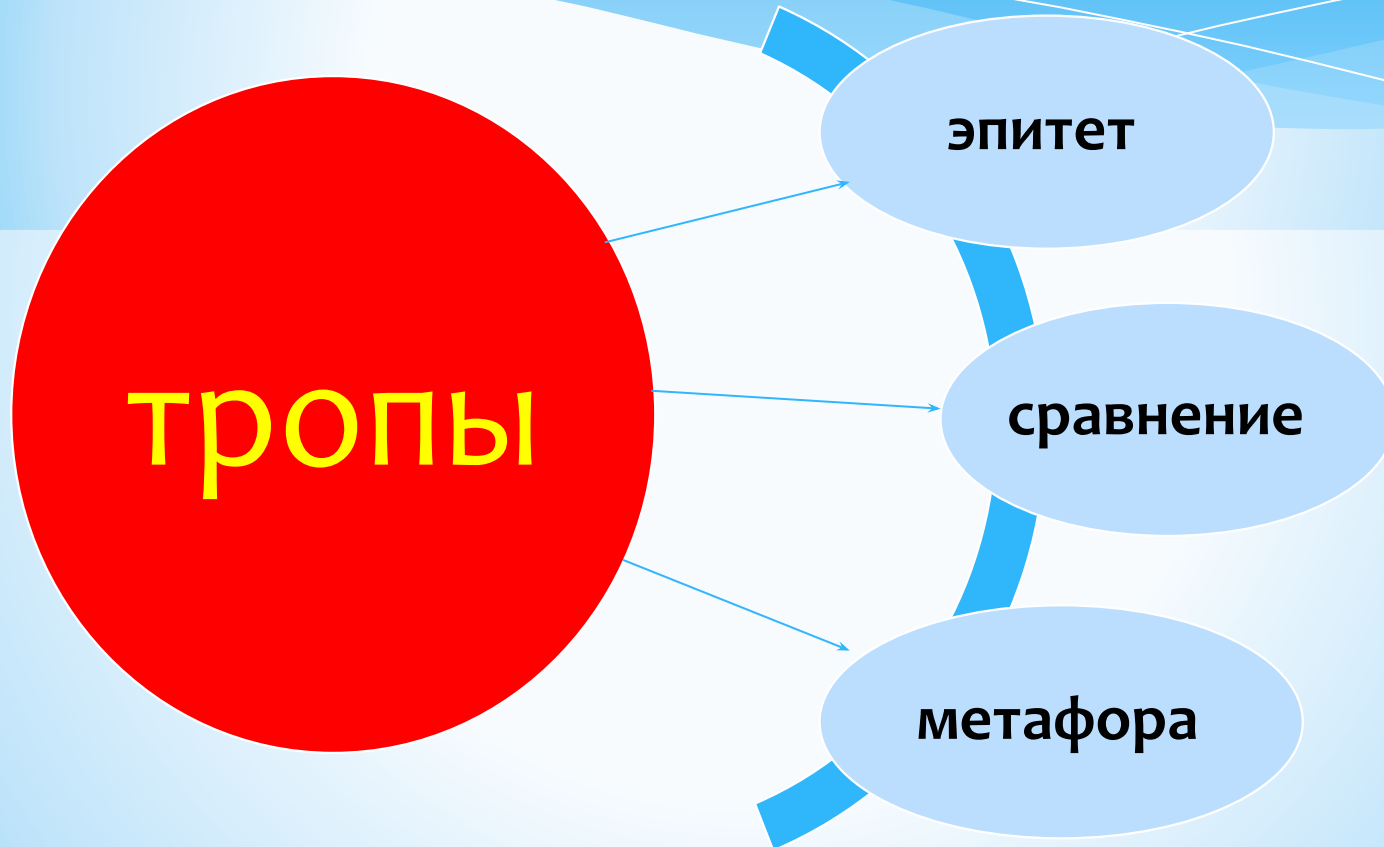 тропы
эпитет
сравнение
метафора